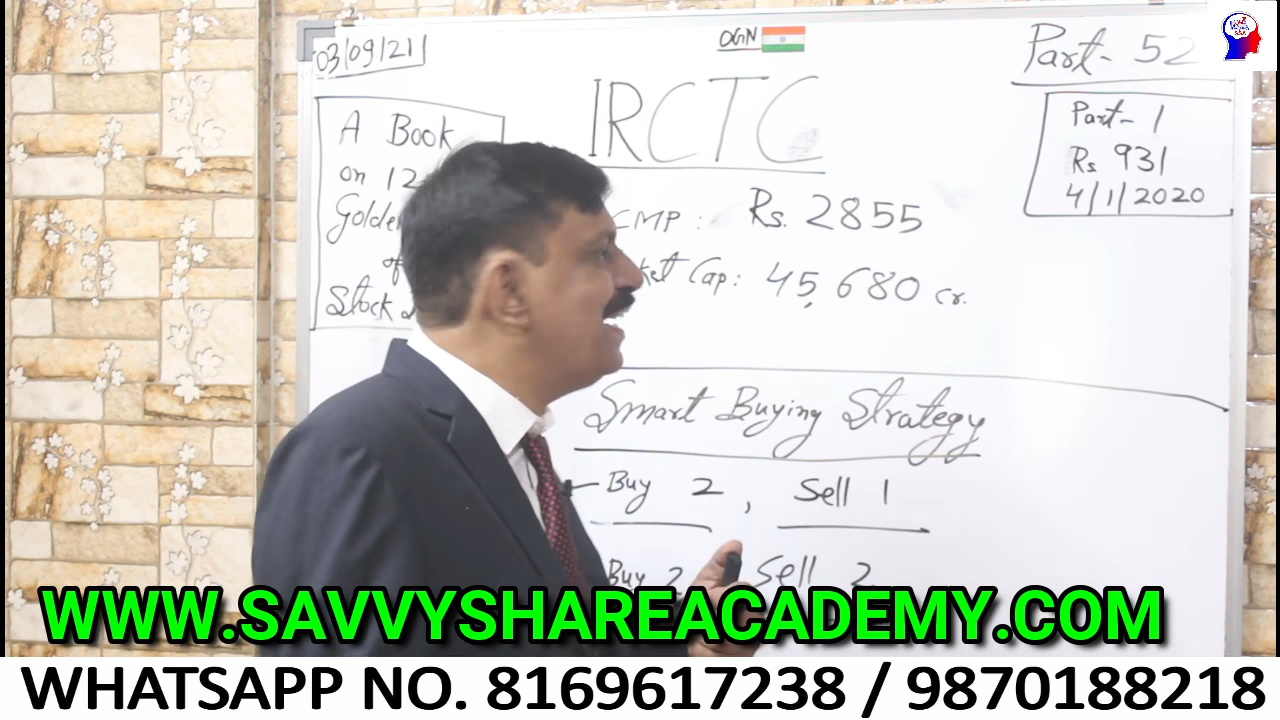 03/09/21
OGN
Part- 52
A Book
on 12
Golden
of
Stock
IRCTC
CMP : Rs. 2855
Cap: 45,680 cr.
Part- 1
Rs 931
4/1/2020
Smart Buying Strategy
Buy 2, Sell 1
Buy 2 Sell 2
WWW.SAVVYSHAREACADEMY.COM
WHATSAPP NO. 8169617238 / 9870188218